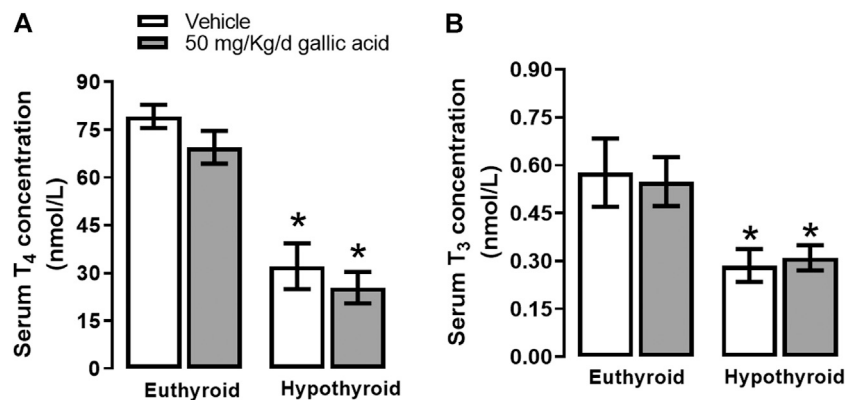 A
Vehicle
50 mg/Kg/d gallic acid
Serum T4 concentration
(nmol/L)
90
75
60
45
30
15
0
*
*
Euthyroid
Hypothyroid
B
Serum T3 concentration
(nmol/L)
0.90
0.75
0.60
0.45
0.30
0.15
0.00
*
*
Euthyroid
Hypothyroid